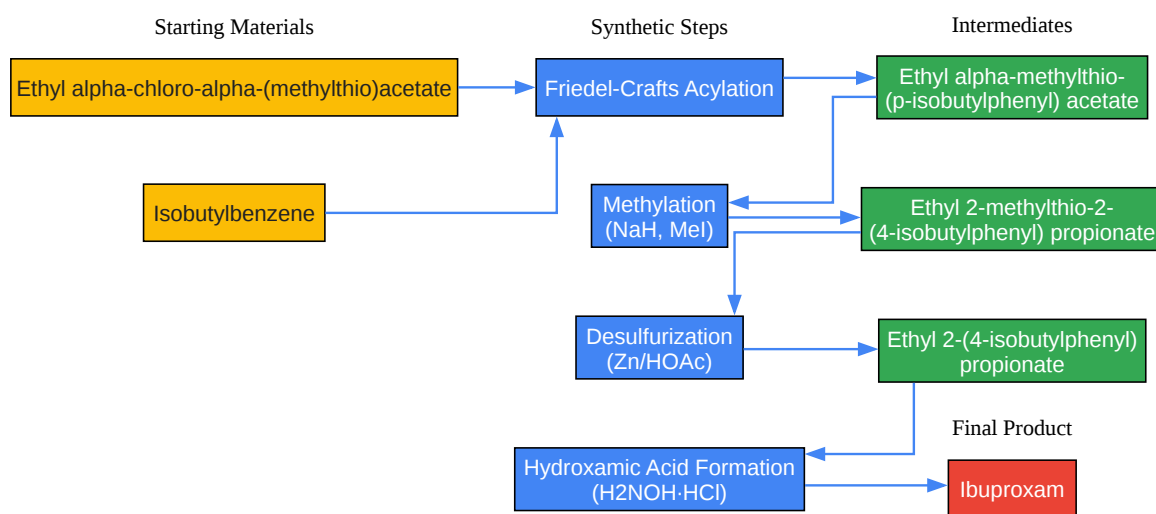 Starting Materials
Synthetic Steps
Intermediates
Ethyl alpha-chloro-alpha-(methylthio)acetate
Friedel-Crafts Acylation
Ethyl alpha-methylthio-
(p-isobutylphenyl) acetate
Isobutylbenzene
Methylation
(NaH, MeI)
Ethyl 2-methylthio-2-
(4-isobutylphenyl) propionate
Desulfurization
(Zn/HOAc)
Ethyl 2-(4-isobutylphenyl)
propionate
Final Product
Hydroxamic Acid Formation
(H2NOH·HCl)
Ibuproxam